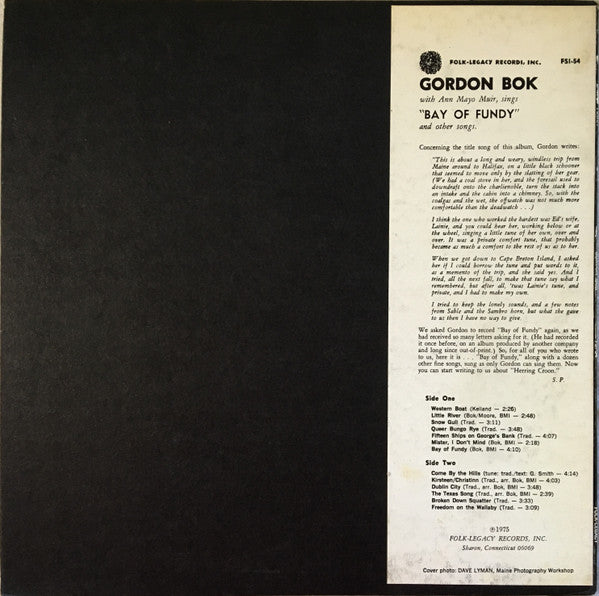 FOLK-LEGACY RECORDS, INC. FSI-54
GORDON BOK
with Ann Mayo Muir, sings
"BAY OF FUNDY"
and other songs.
Concerning the title song of this album, Gordon writes:
"This is about a long and weary, windless trip from
Maine around to Halifax, on a little black schooner
that seemed to move only by the slatting of her gear.
(We had a coal stove in her, and the foresail used to
downdraft onto the charlienoble, turn the stack into
an intake and the cabin into a chimney. So, with the
coalgas and the wet, the offwatch was not much more
comfortable than the deadwatch . . .)
I think the one who worked the hardest was Ed's wife,
Lainie, and you could hear her, working below or at
the wheel, singing a little tune of her own, over and
over. It was a private comfort tune, that probably
became as much a comfort to the rest of us as to her.
When we got down to Cape Breton Island, I asked
her if I could borrow the tune and put words to it,
as a memento of the trip, and she said yes. And I
tried, all the next fall, to make that tune say what I
remembered, but after all, 'twas Lainie's tune, and
private, and I had to make my own.
I tried to keep the lonely sounds, and a few notes
from Sable and the Sambro horn, but what she gave
to us then I have no way to give.
We asked Gordon to record "Bay of Fundy" again, as we
had received so many letters asking for it. (He had recorded
it once before, on an album produced by another company
and long since out-of-print.) So, for all of you who wrote
to us, here it is . . . "Bay of Fundy," along with a dozen
other fine songs, sung as only Gordon can sing them. Now
you can start writing to us about "Herring Croon."
S.P.
Side One
Western Boat (Kelland — 2:26)
Little River (Bok/Moore, BMI — 2:48)
Snow Gull (Trad. — 3:11)
Queer Bungo Rye (Trad. — 3:48)
Fifteen Ships on George's Bank (Trad. — 4:07)
Mister, I Don't Mind (Bok, BMI — 2:18)
Bay of Fundy (Bok, BMI — 4:10)
Side Two
Come By the Hills (tune: trad./text: G. Smith — 4:14)
Kirsteen/Christinn (Trad., arr. Bok, BMI — 4:03)
Dublin City (Trad., arr. Bok, BMI — 3:48)
The Texas Song (Trad., arr. Bok, BMI — 2:39)
Broken Down Squatter (Trad. — 3:33)
Freedom on the Wallaby (Trad. — 3:09)
℗1975
FOLK-LEGACY RECORDS, INC.
Sharon, Connecticut 06069
Cover photo: DAVE LYMAN, Maine Photography Workshop